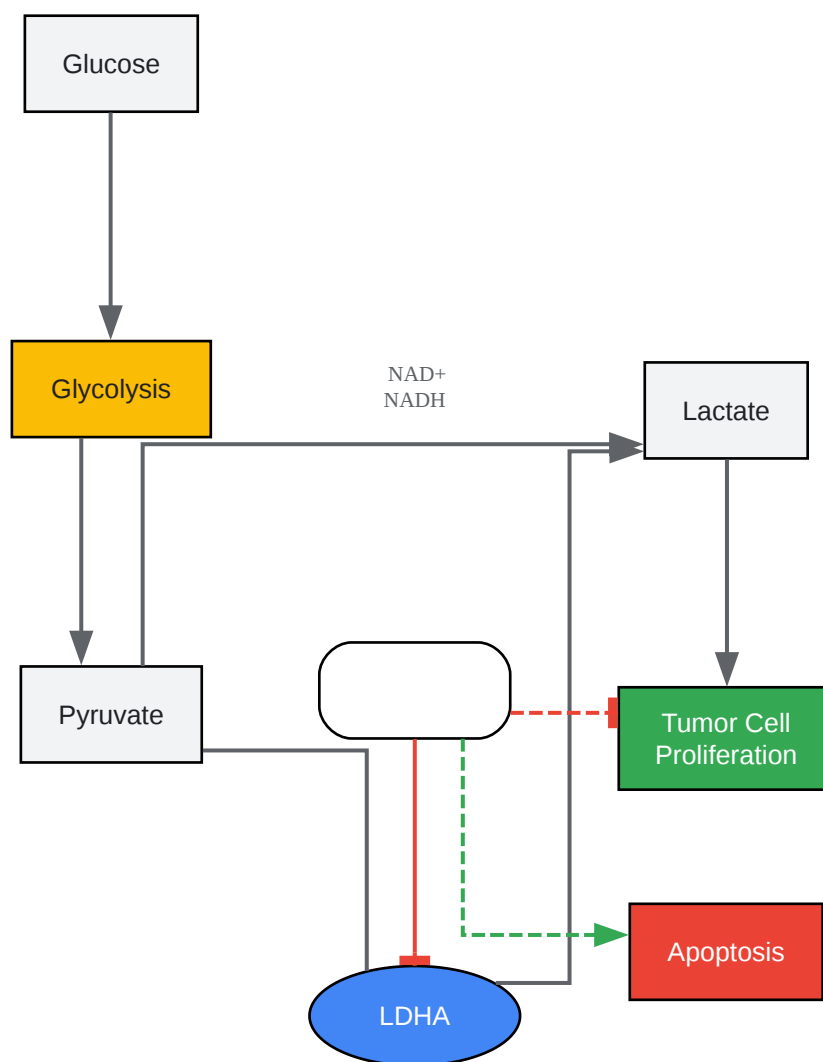 Glucose
Glycolysis
NAD+
NADH
Lactate
Pyruvate
Tumor Cell
Proliferation
Apoptosis
LDHA